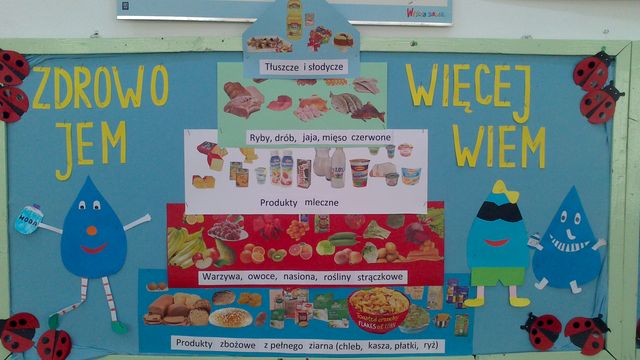 ZDROWO
JEM
WIĘCEJ
WIEM
Tłuszcze i słodycze
Ryby, drób, jaja, mięso czerwone
Produkty mleczne
Warzywa, owoce, nasiona, rośliny strączkowe
Produkty zbożowe z pełnego ziarna (chleb, kasza, płatki, ryż)
WODA